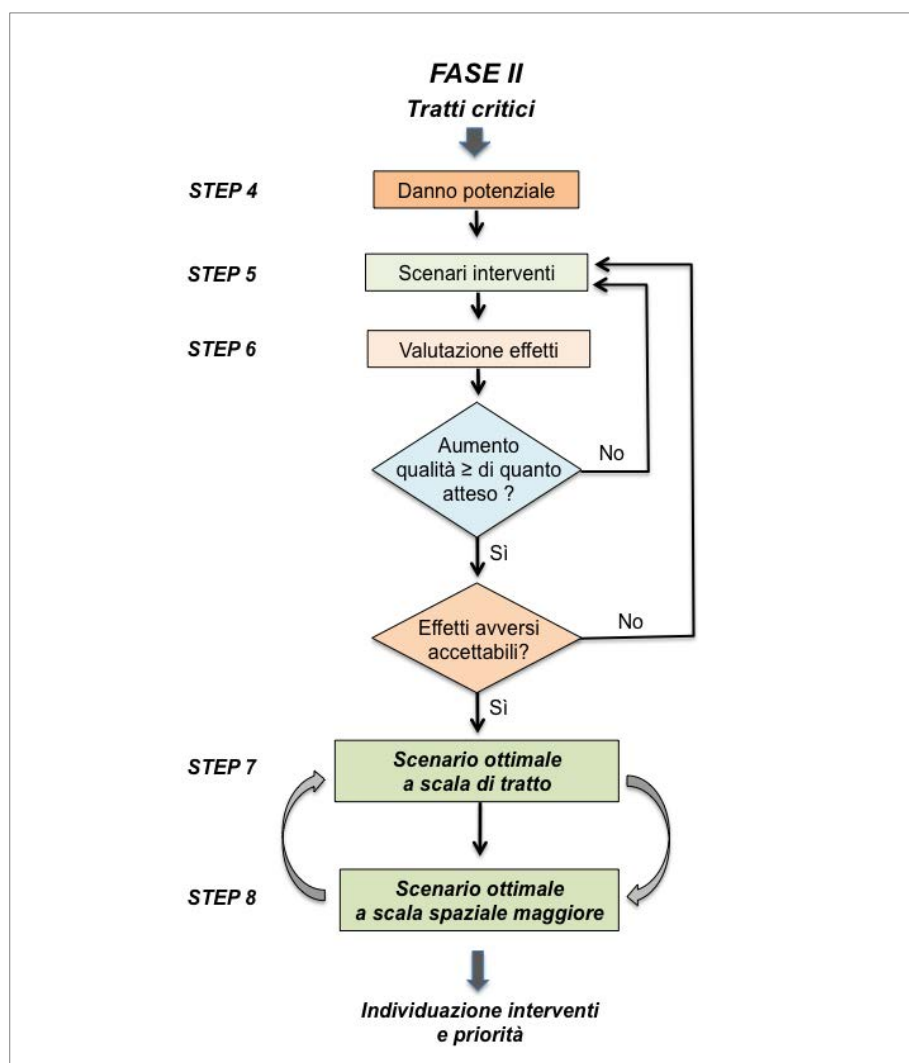 FASE II
Tratti critici
STEP 4
Danno potenziale
STEP 5
Scenari interventi
STEP 6
Valutazione effetti
Aumento
qualità ≥ di quanto
atteso ?
No
Sì
Effetti avversi
accettabili?
No
Sì
STEP 7
Scenario ottimale
a scala di tratto
STEP 8
Scenario ottimale
a scala spaziale maggiore
Individuazione interventi
e priorità